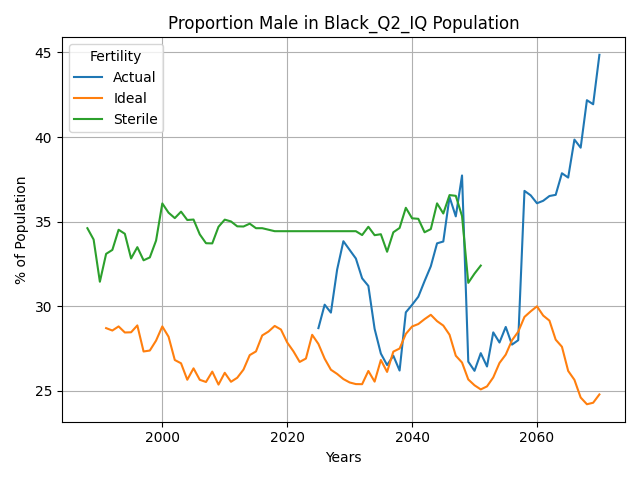 Proportion Male in Black_Q2_IQ Population
Fertility
Actual
Ideal
Sterile
% of Population
45
40
35
30
25
2000
2020
2040
2060
Years